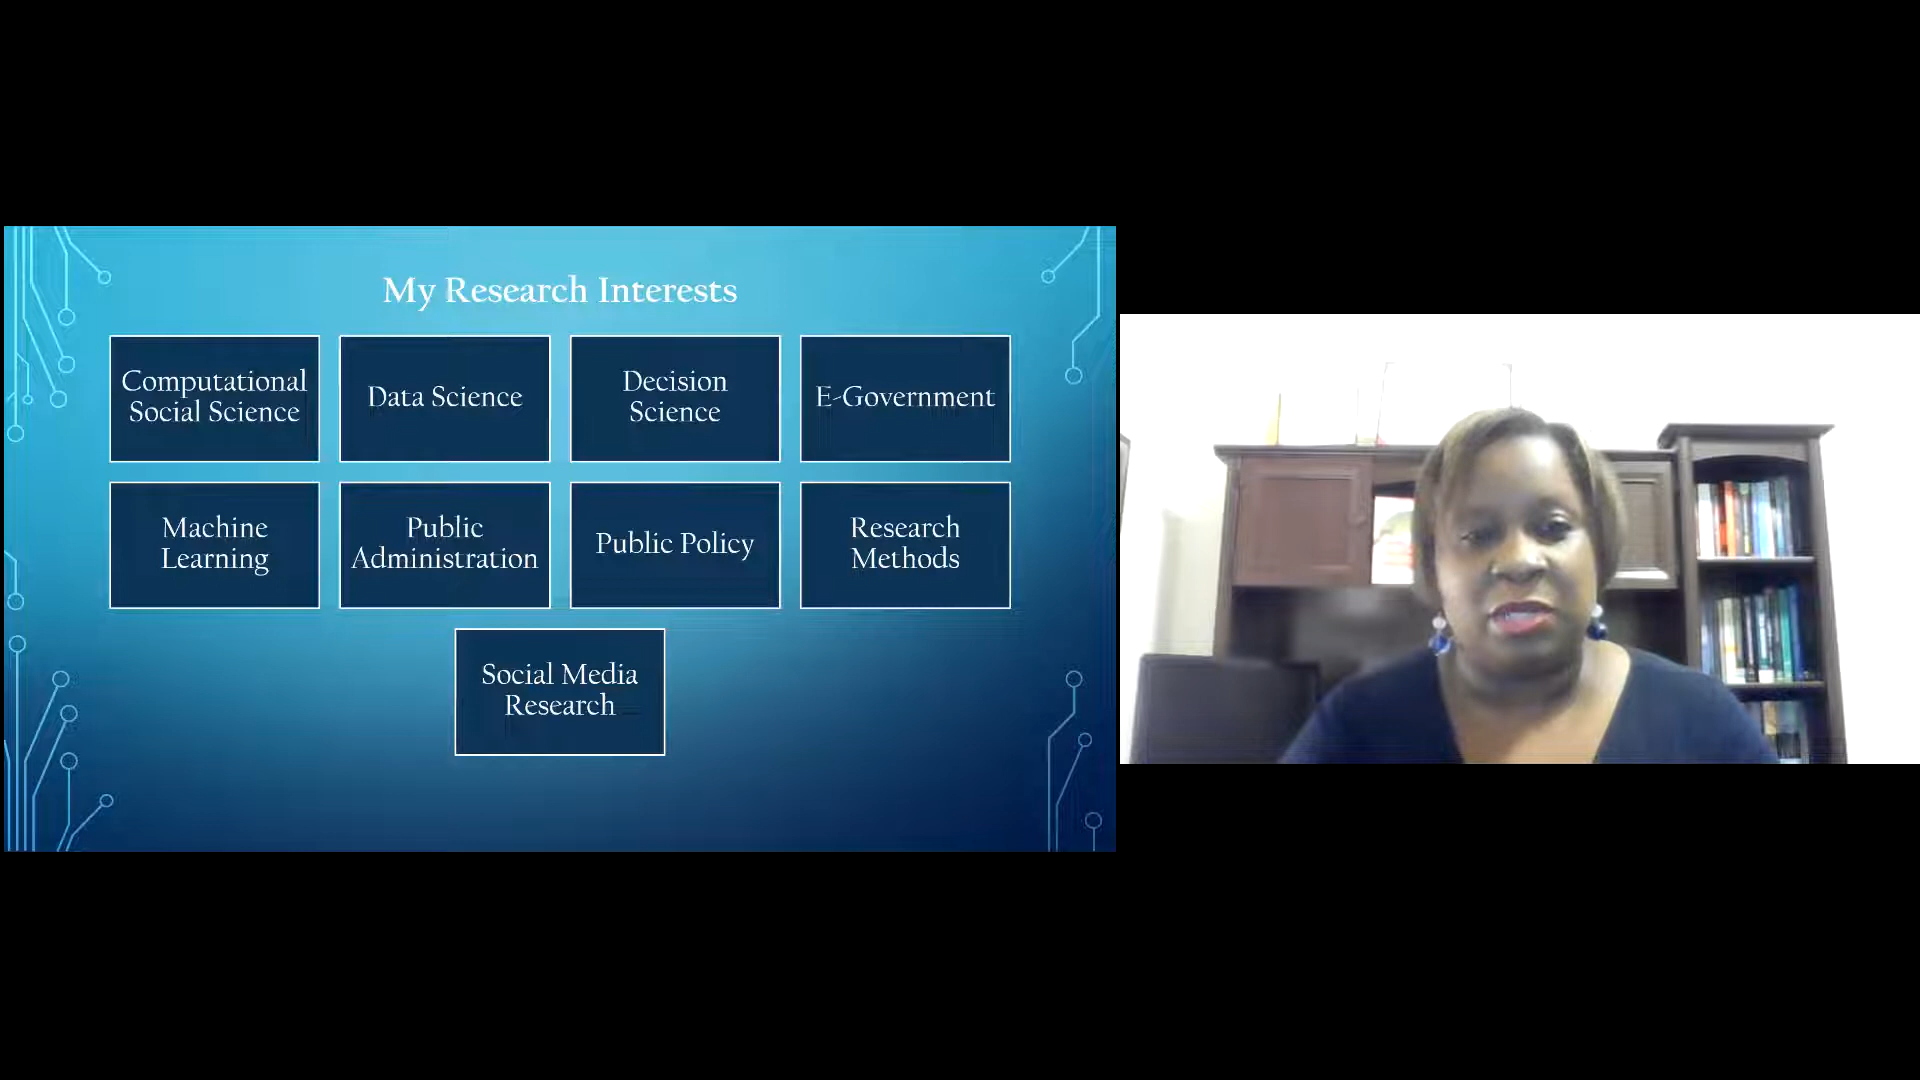 My Research Interests
Computational
Social Science
Data Science
Decision
Science
E-Government
Machine
Learning
Public
Administration
Public Policy
Research
Methods
Social Media
Research